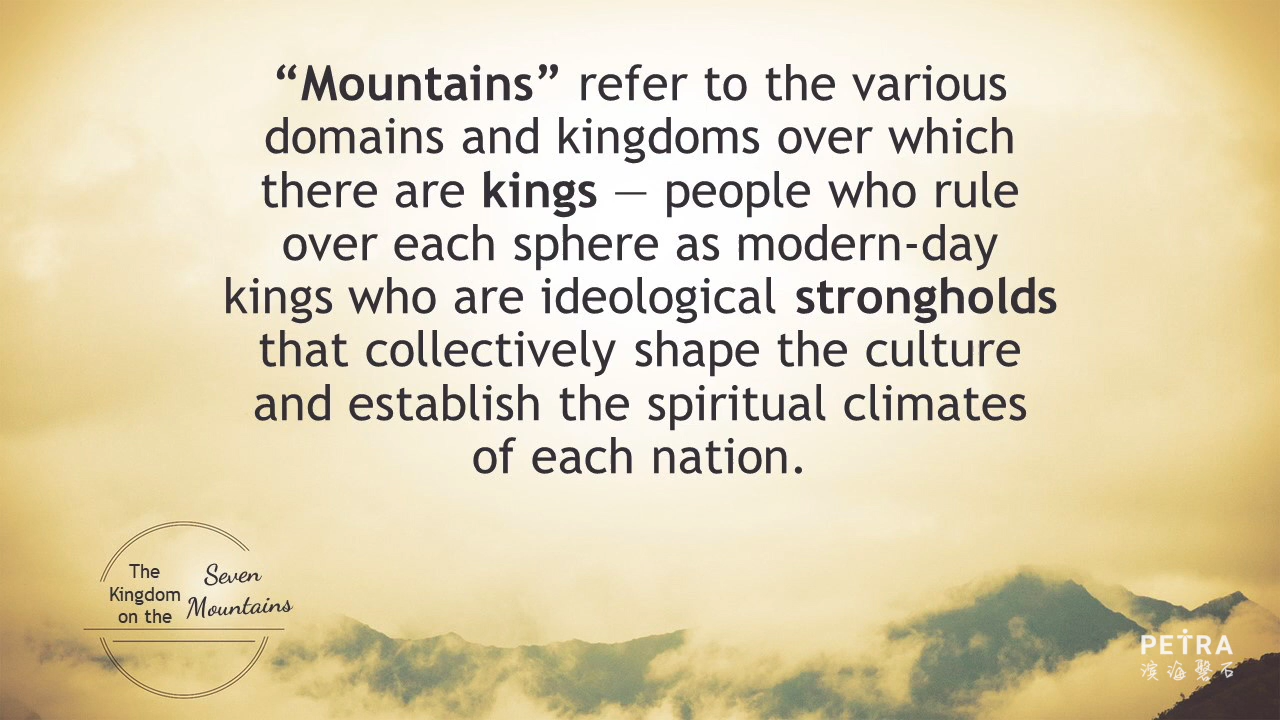 “Mountains” refer to the various
domains and kingdoms over which
there are kings — people who rule
over each sphere as modern-day
kings who are ideological strongholds
that collectively shape the culture
and establish the spiritual climates
of each nation.
The
Kingdom
on the
Seven
Mountains
PETRA
滨海磐石